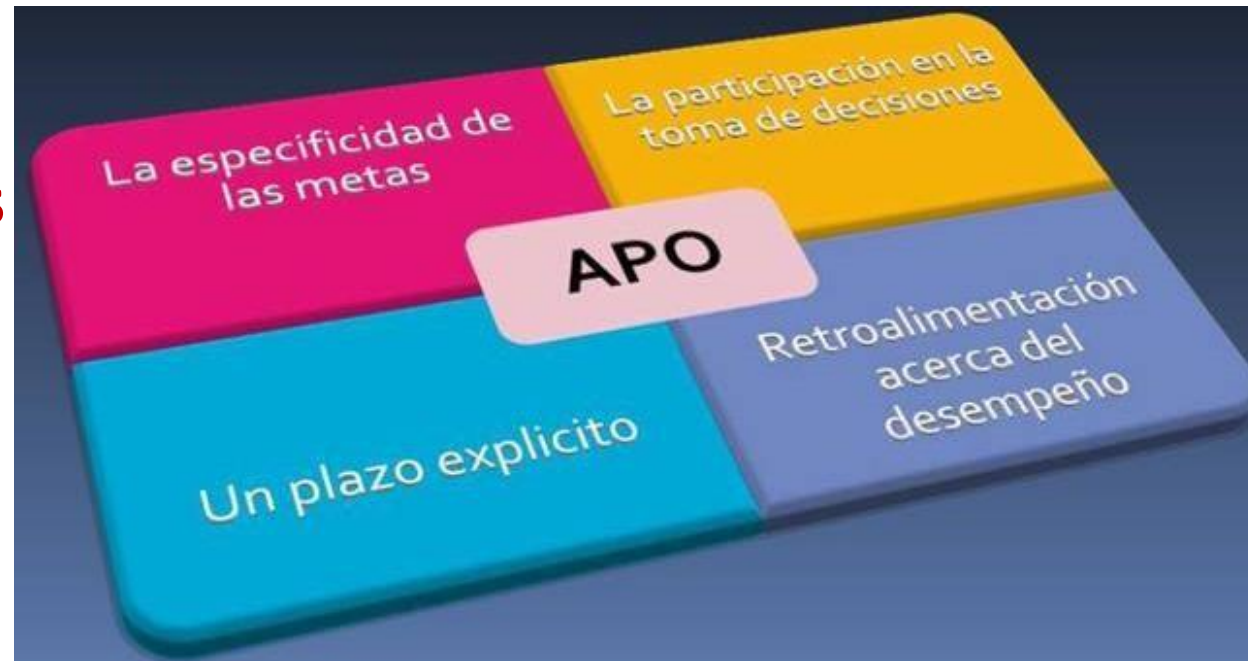 La especificidad de
las metas
La participación en la
toma de decisiones
s
APO
Un plazo explicito
Retroalimentación
acerca del
desempeño